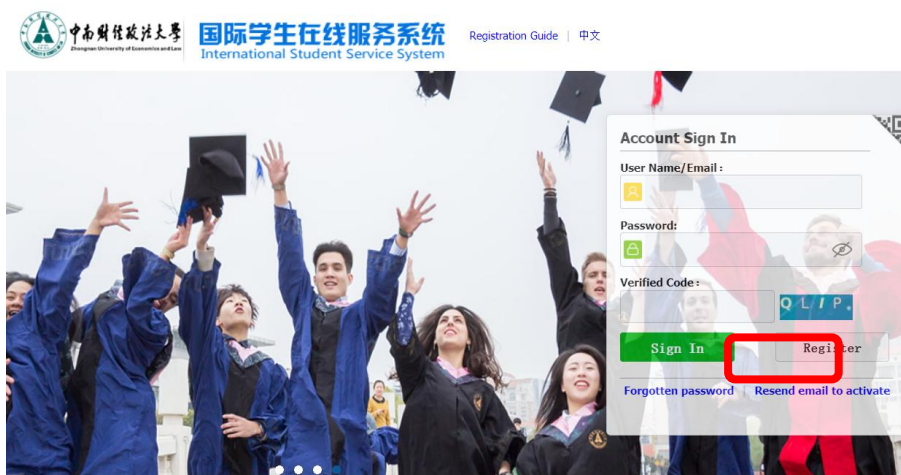 中南财经政法大学
Zhongnan University of Economics and Law
国际学生在线服务系统
International Student Service System
Registration Guide | 中文
Account Sign In
User Name/Email：
Password:
Verified Code：
QLIP.
Sign In
Register
Forgotten password | Resend email to activate